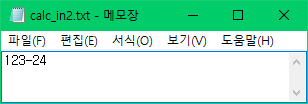 calc_in2.txt - 메모장
파일(F) 편집(E) 서식(O) 보기(V) 도움말(H)
123-24